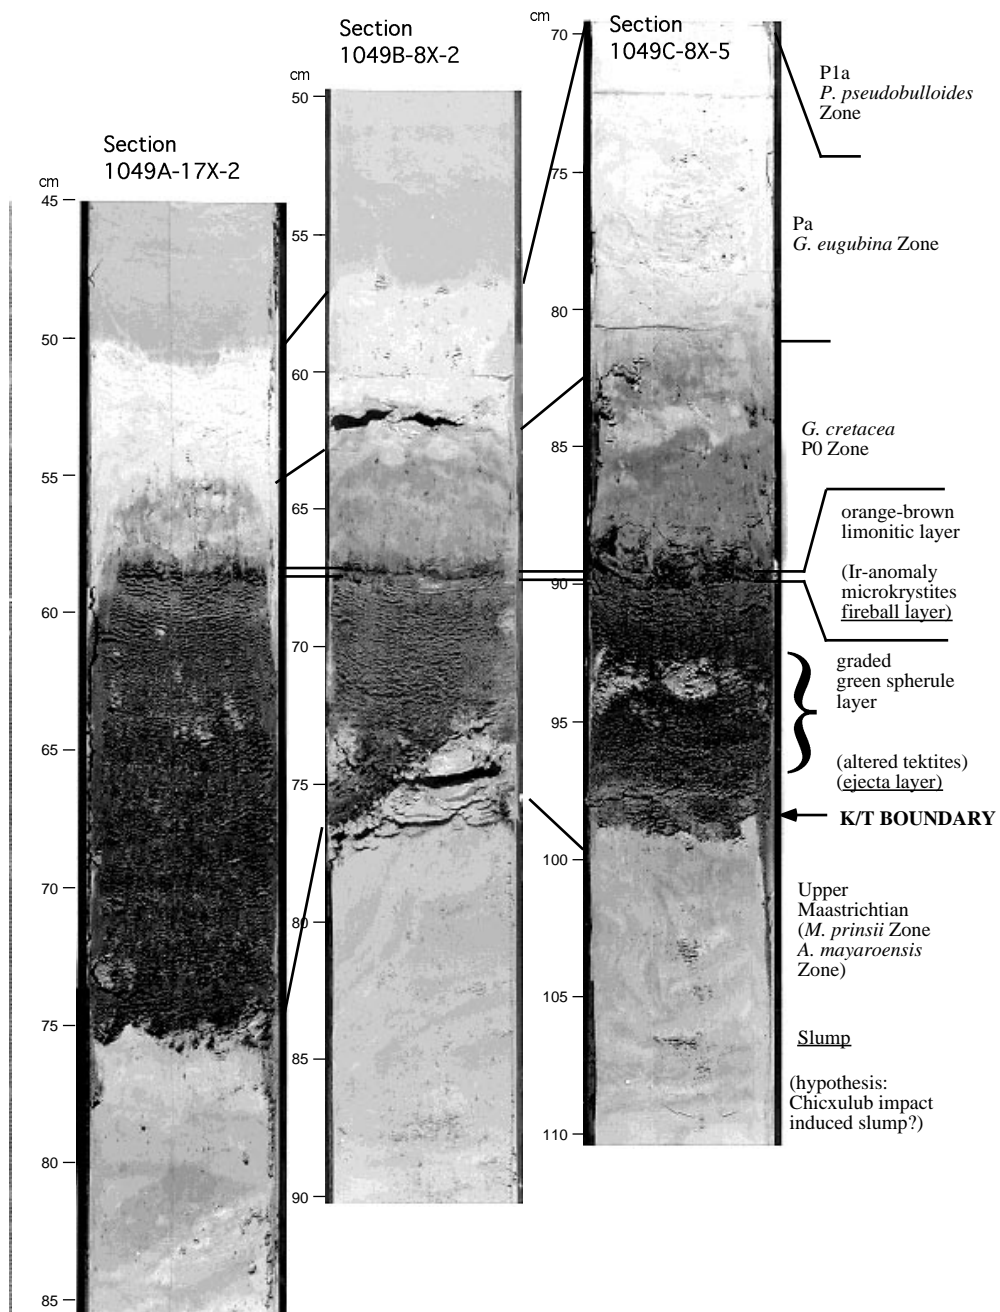 Section
1049A-17X-2
cm
45
50
55
60
65
70
75
80
85
Section
1049B-8X-2
cm
50
55
60
65
70
75
80
85
90
Section
1049C-8X-5
cm
70
75
80
85
90
95
100
105
110
P1a
P. pseudobulloides
Zone
Pa
G. eugubina Zone
G. cretacea
P0 Zone
orange-brown
limonitic layer
(Ir-anomaly
microkrystites
fireball layer)
graded
green spherule
layer
(altered tektites)
(ejecta layer)
K/T BOUNDARY
Upper
Maastrichtian
(M. prinsii Zone
A. mayaroensis
Zone)
Slump
(hypothesis:
Chicxulub impact
induced slump?)